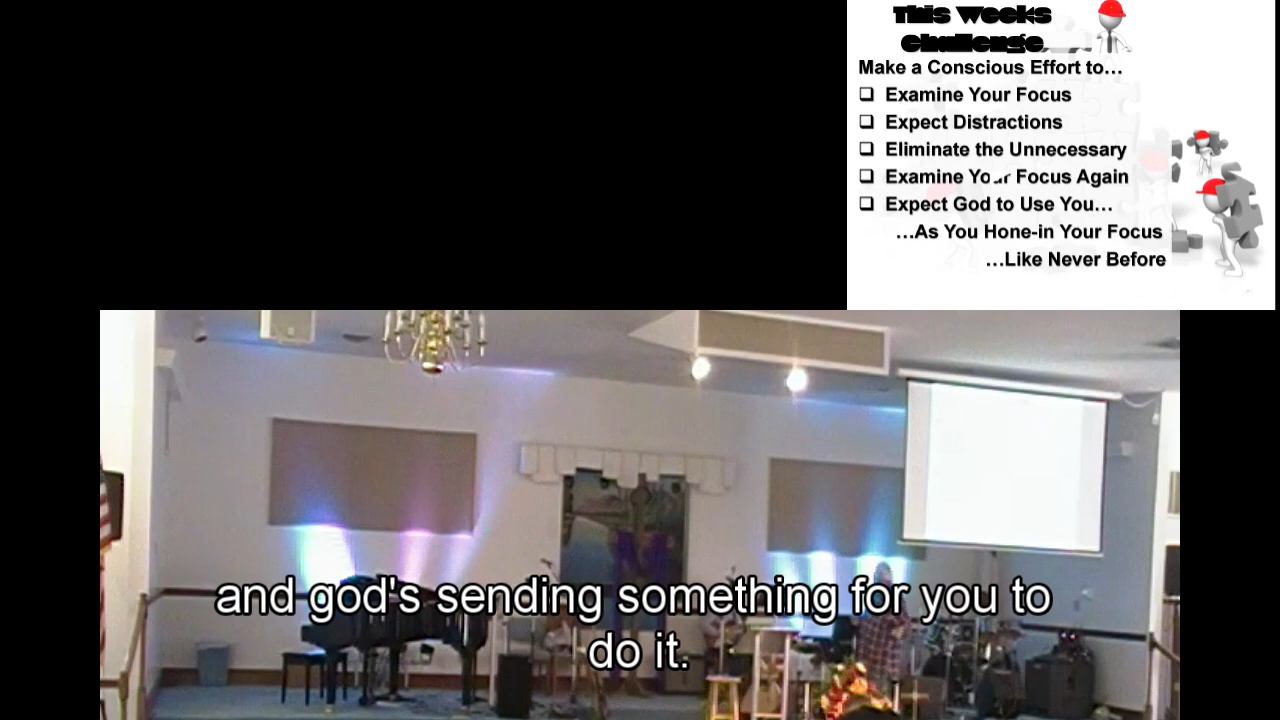 This Weeks
Challenge
Make a Conscious Effort to…
❑ Examine Your Focus
❑ Expect Distractions
❑ Eliminate the Unnecessary
❑ Examine Your Focus Again
❑ Expect God to Use You…
…As You Hone-in Your Focus
…Like Never Before
and god's sending something for you to
do it.